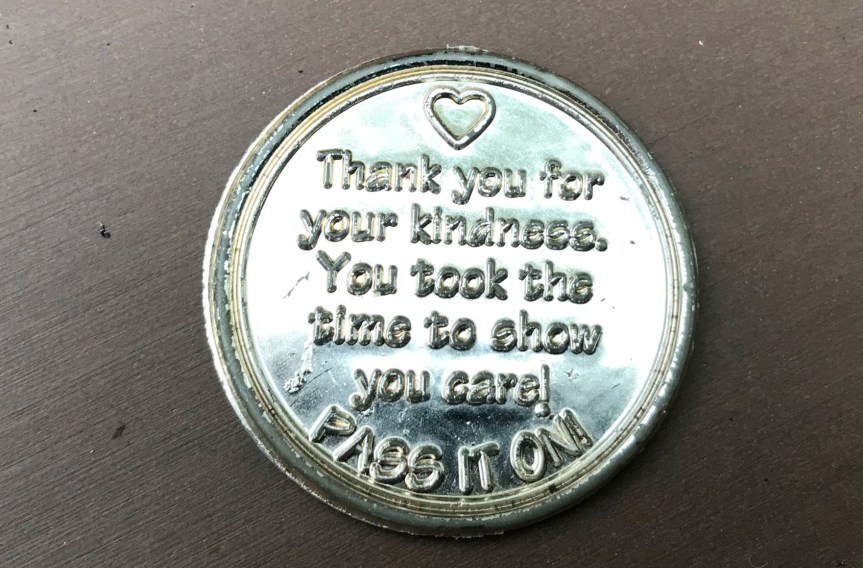 Thank you for
your kindness.
You took the
time to show
you care!
PASS IT ON!